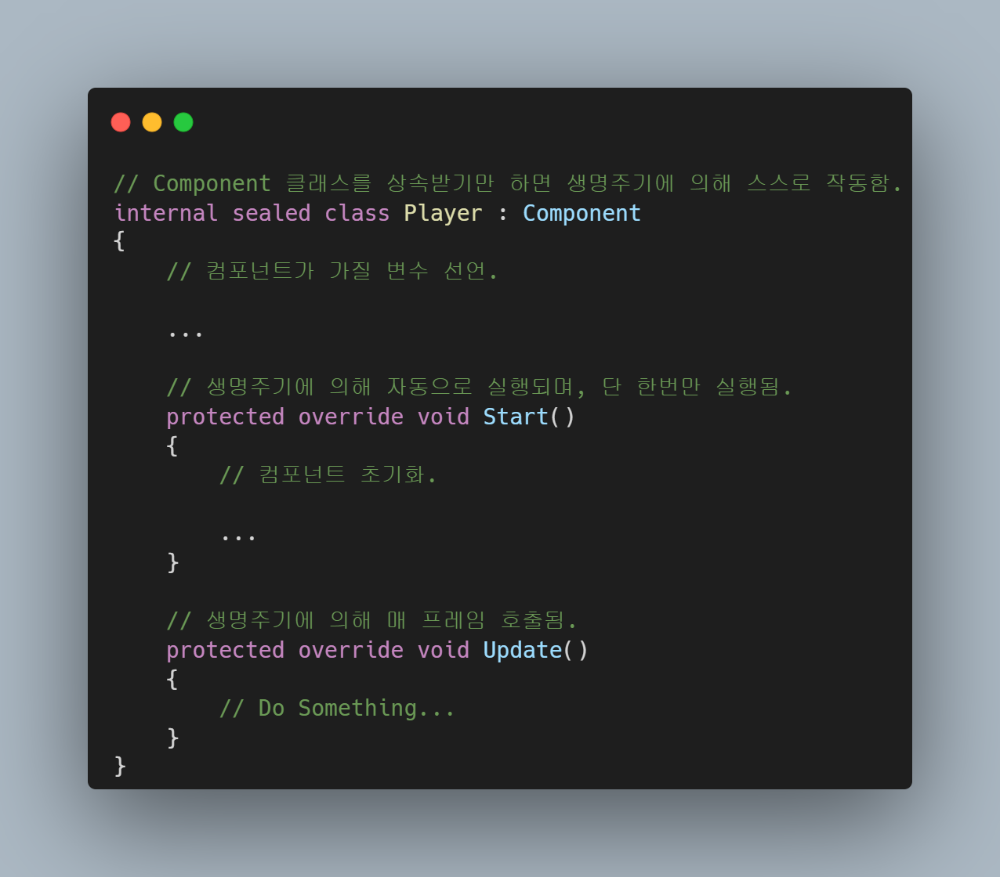 // Component 클래스를 상속받기만 하면 생명주기에 의해 스스로 작동함.
internal sealed class Player : Component
{
    // 컴포넌트가 가질 변수 선언.

    ...

    // 생명주기에 의해 자동으로 실행되며, 단 한번만 실행됨.
    protected override void Start()
    {
        // 컴포넌트 초기화.

        ...
    }

    // 생명주기에 의해 매 프레임 호출됨.
    protected override void Update()
    {
        // Do Something...
    }
}